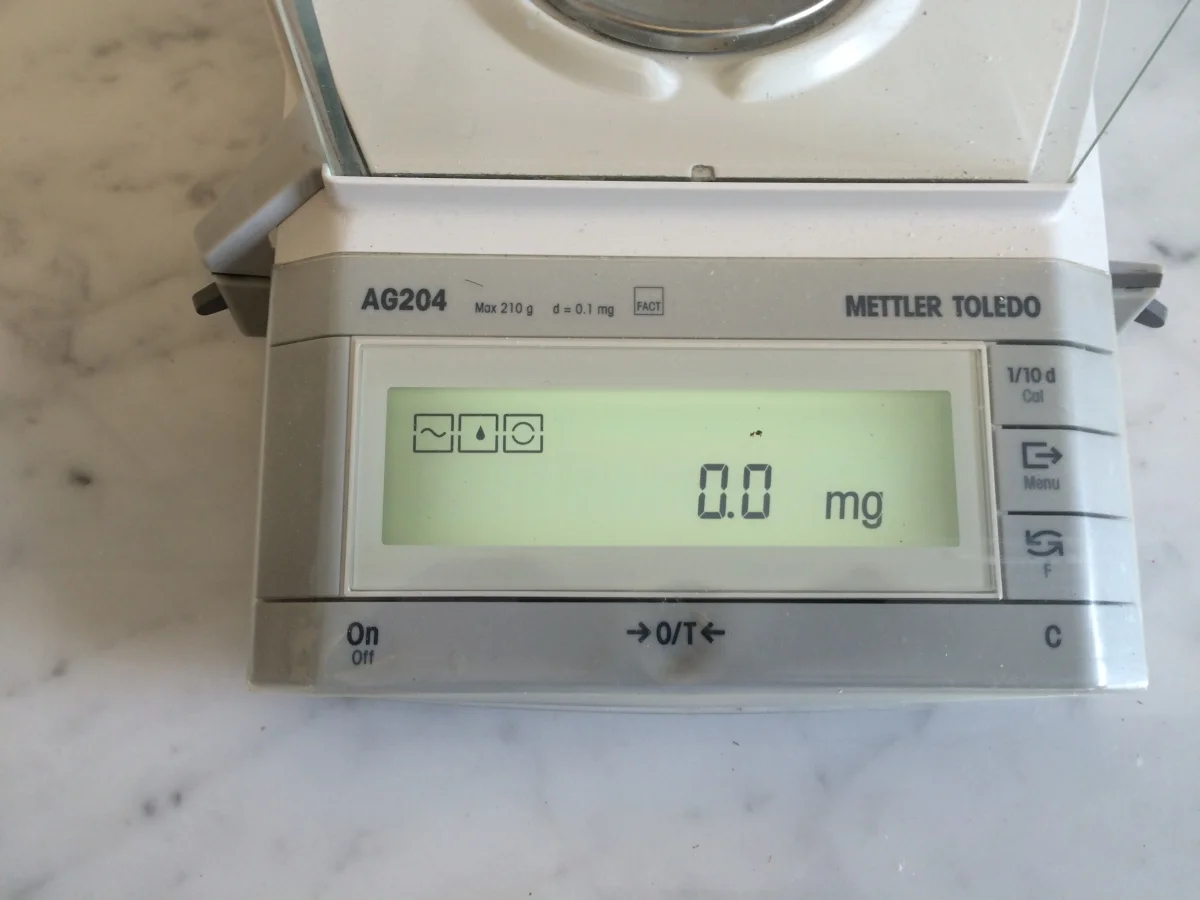 AG204 Max 210 g d = 0.1 mg FACT METTLER TOLEDO
1/10 d
Cal
0.0 mg
Menu
F
On
Off
→0/T←
C